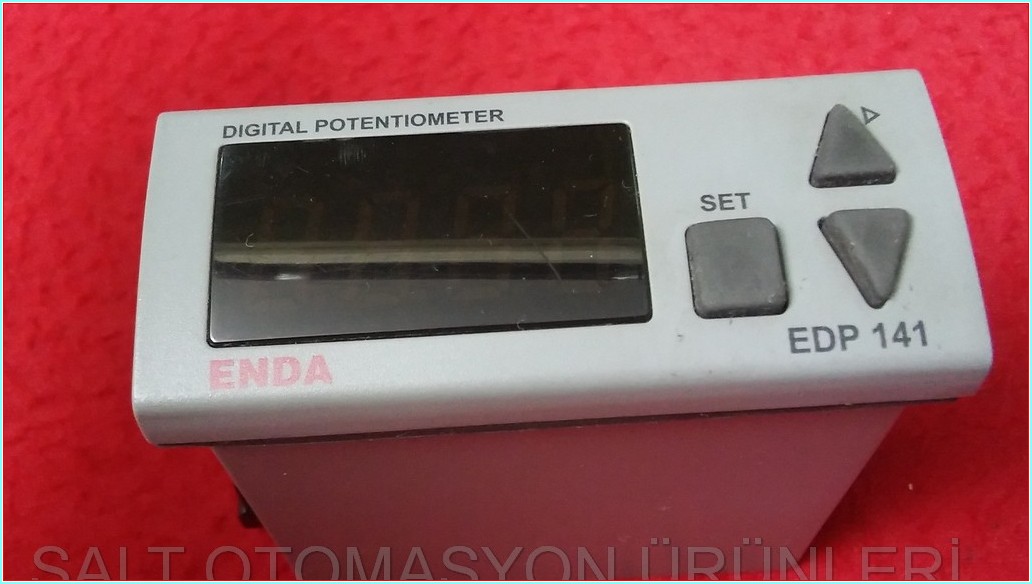 DIGITAL POTENTIOMETER
SET
EDP 141
ENDA
SALT OTOMASYON ÜRÜNLERİ